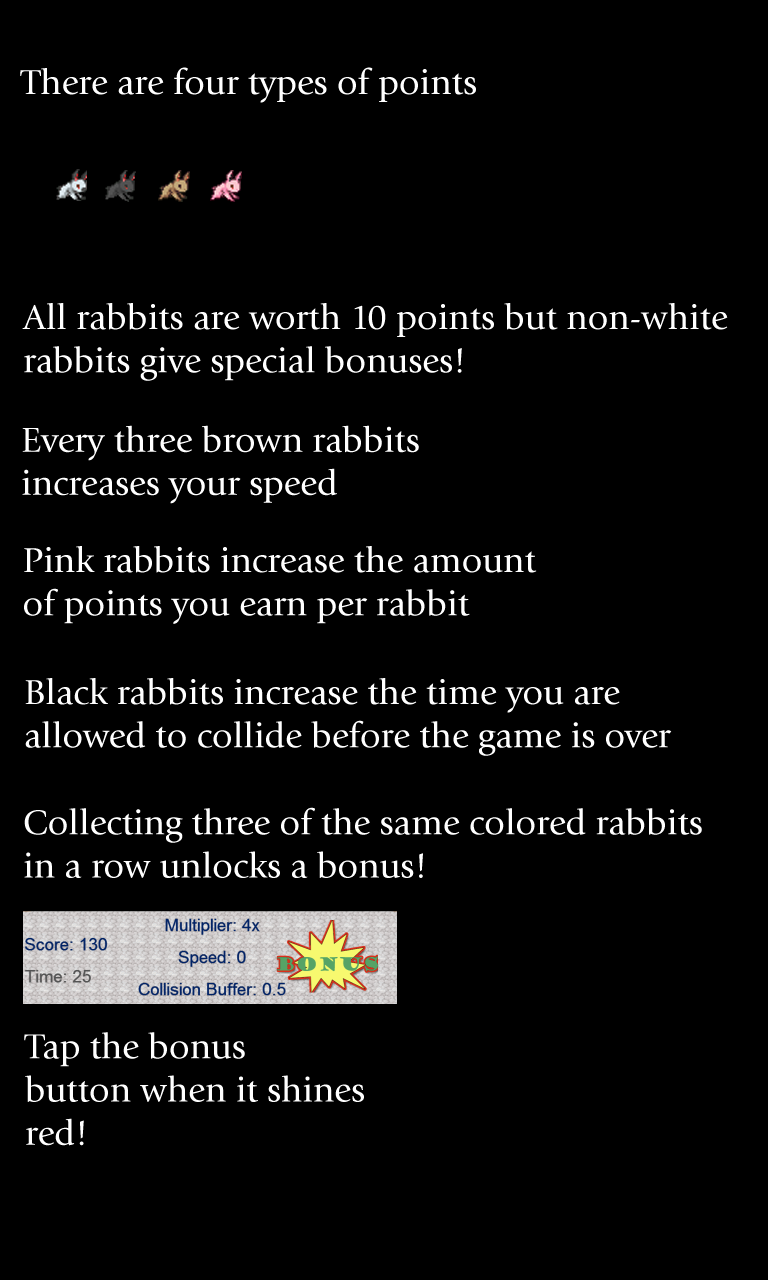 There are four types of points
All rabbits are worth 10 points but non-white
rabbits give special bonuses!
Every three brown rabbits
increases your speed
Pink rabbits increase the amount
of points you earn per rabbit
Black rabbits increase the time you are
allowed to collide before the game is over
Collecting three of the same colored rabbits
in a row unlocks a bonus!
Multiplier: 4x
Score: 130
Speed: 0
BONUS
Time: 25
Collision Buffer: 0.5
Tap the bonus
button when it shines
red!